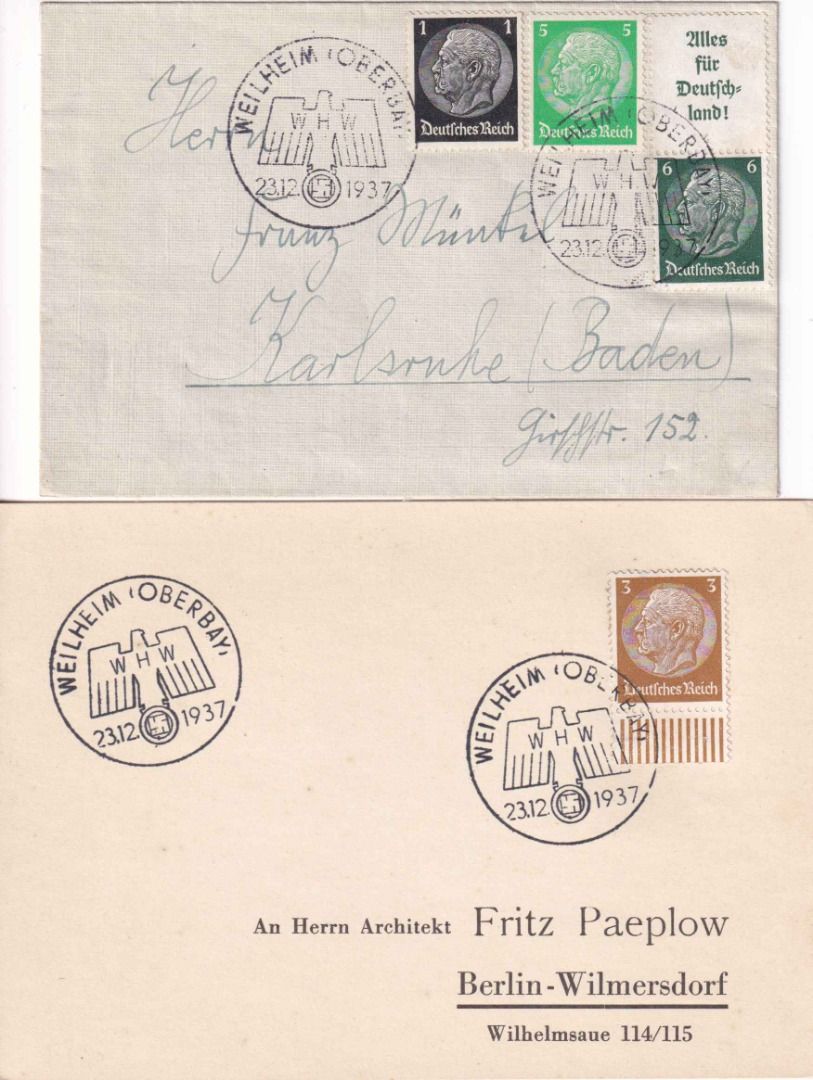 WEILHEIM (OBERBAY)
W H W
23.12. 1937
1 1
Deutsches Reich
5 5
Deutsches Reich
Alles
für
Deutsch-
land!
WEILHEIM (OBERBAY)
W H W
23.12. 1937
6 6
Deutsches Reich
Herrn
Franz Müntel
Karlsruhe (Baden)
Hirschstr. 152.
WEILHEIM (OBERBAY)
W H W
23.12. 1937
3 3
Deutsches Reich
WEILHEIM (OBERBAY)
W H W
23.12. 1937
An Herrn Architekt Fritz Paeplow
Berlin-Wilmersdorf
Wilhelmsaue 114/115